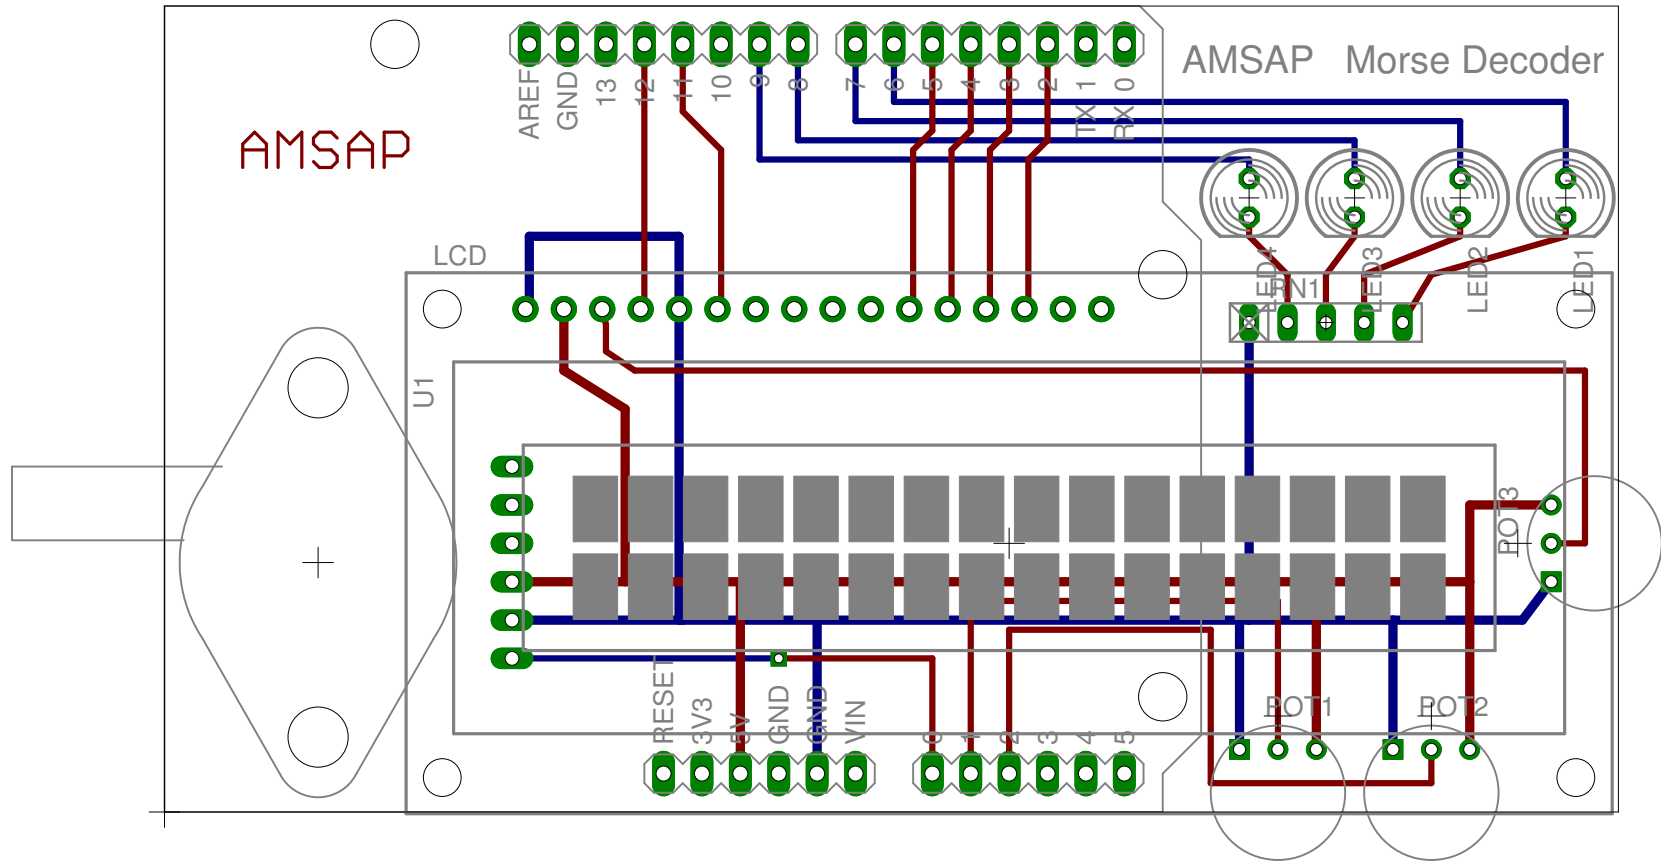 AMSAP Morse Decoder
AREF
GND
13
12
11
10
9
8
7
6
5
4
3
2
TX 1
RX 0
AMSAP
LCD
LED4
LED3
LED2
LED1
RN1
U1
POT3
RESET
3V3
5V
GND
GND
VIN
0
1
2
3
4
5
POT1
POT2